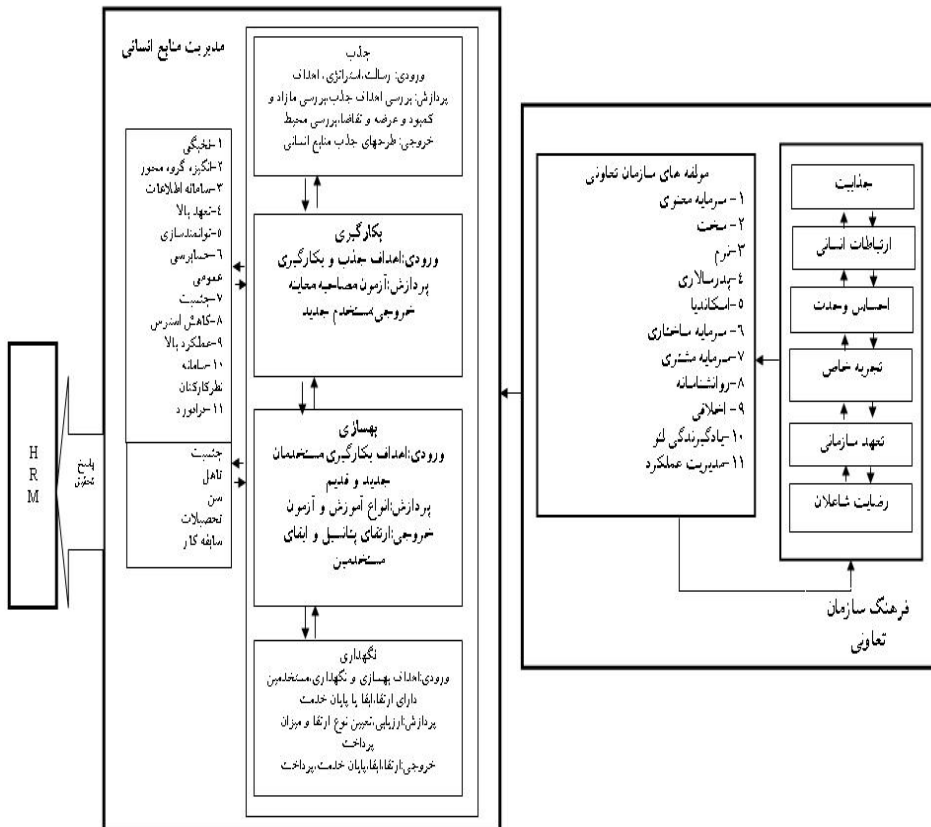 جذابیت
ارتباطات انسانی
احساس وحدت
تجربه خاص
تعهد سازمانی
رضایت شاغلان
فرهنگ سازمان
تعاونی
مولفه های سازمان تعاونی
۱- سرمایه معنوی
۲- سخت
۳-نرم
۴-پدرسالاری
۵-اسکاندیا
۶-سرمایه ساختاری
۷-سرمایه مشتری
۸-روانشناسانه
۹- اخلاقی
۱۰-یادگیرندگی لئو
۱۱-مدیریت عملکرد
مدیریت منابع انسانی
جذب
ورودی: رسالت،استراتژی، اهداف
پردازش: بررسی اهداف جذب،بررسی مازاد و
کمبود و عرضه و تقاضا،بررسی محیط
خروجی: طرحهای جذب منابع انسانی
بکارگیری
ورودی:اهداف جذب و بکارگیری
پردازش:آزمون مصاحبه معاینه
خروجی:مستخدم جدید
بهسازی
ورودی:اهداف بکارگیری مستخدمان
جدید و قدیم
پردازش:انواع آموزش و آزمون
خروجی:ارتقای پتانسیل و ابقای
مستخدمین
نگهداری
ورودی:اهداف بهسازی و نگهداری،مستخدمین
دارای ارتقا،ابقا یا پایان خدمت
پردازش:ارزیابی،تعیین نوع ارتقا و میزان
پرداخت
خروجی:ارتقا،ابقا،پایان خدمت،پرداخت
۱-نخبگی
۲-انگیزه گروه محور
۳-سامانه اطلاعات
۴-تعهد بالا
۵-توانمندسازی
۶-حسابرسی
عمومی
۷-جنسیت
۸-کاهش استرس
۹-عملکرد بالا
۱۰-سامانه
نظرکارکنان
۱۱-درادورد
جنسیت
تاهل
سن
تحصیلات
سابقه کار
پاسخ
تحقیق
H
R
M